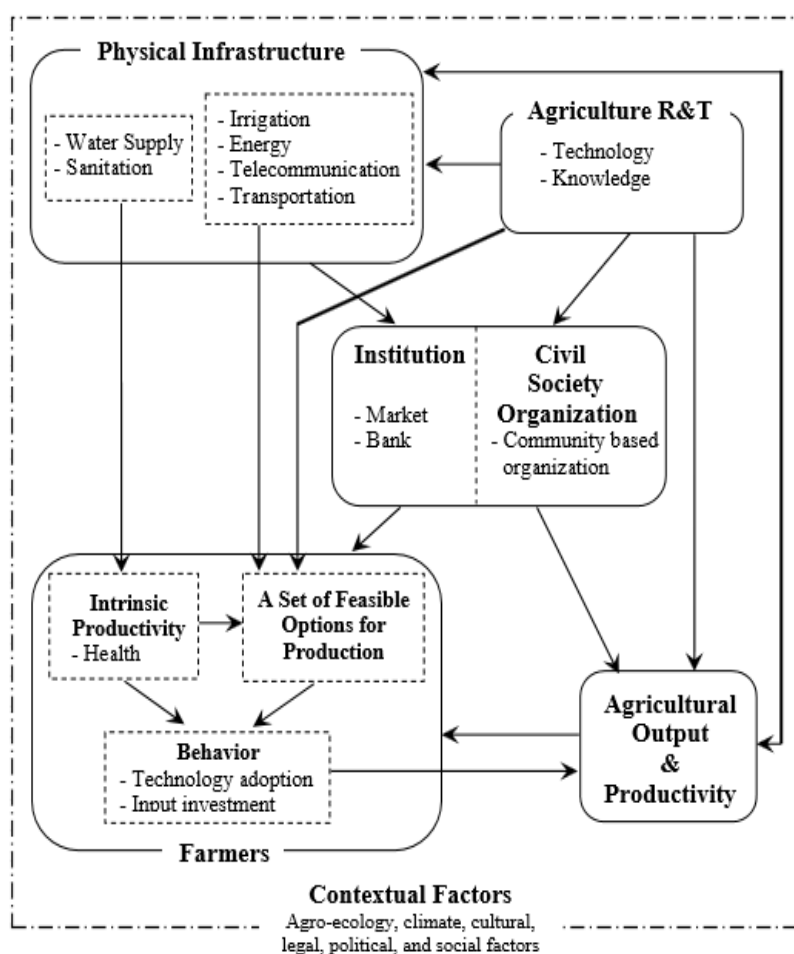 Physical Infrastructure
- Water Supply
- Sanitation
- Irrigation
- Energy
- Telecommunication
- Transportation
Agriculture R&T
- Technology
- Knowledge
Institution
- Market
- Bank
Civil
Society
Organization
- Community based
organization
Intrinsic
Productivity
- Health
A Set of Feasible
Options for
Production
Behavior
- Technology adoption
- Input investment
Farmers
Agricultural
Output
&
Productivity
Contextual Factors
Agro-ecology, climate, cultural,
legal, political, and social factors